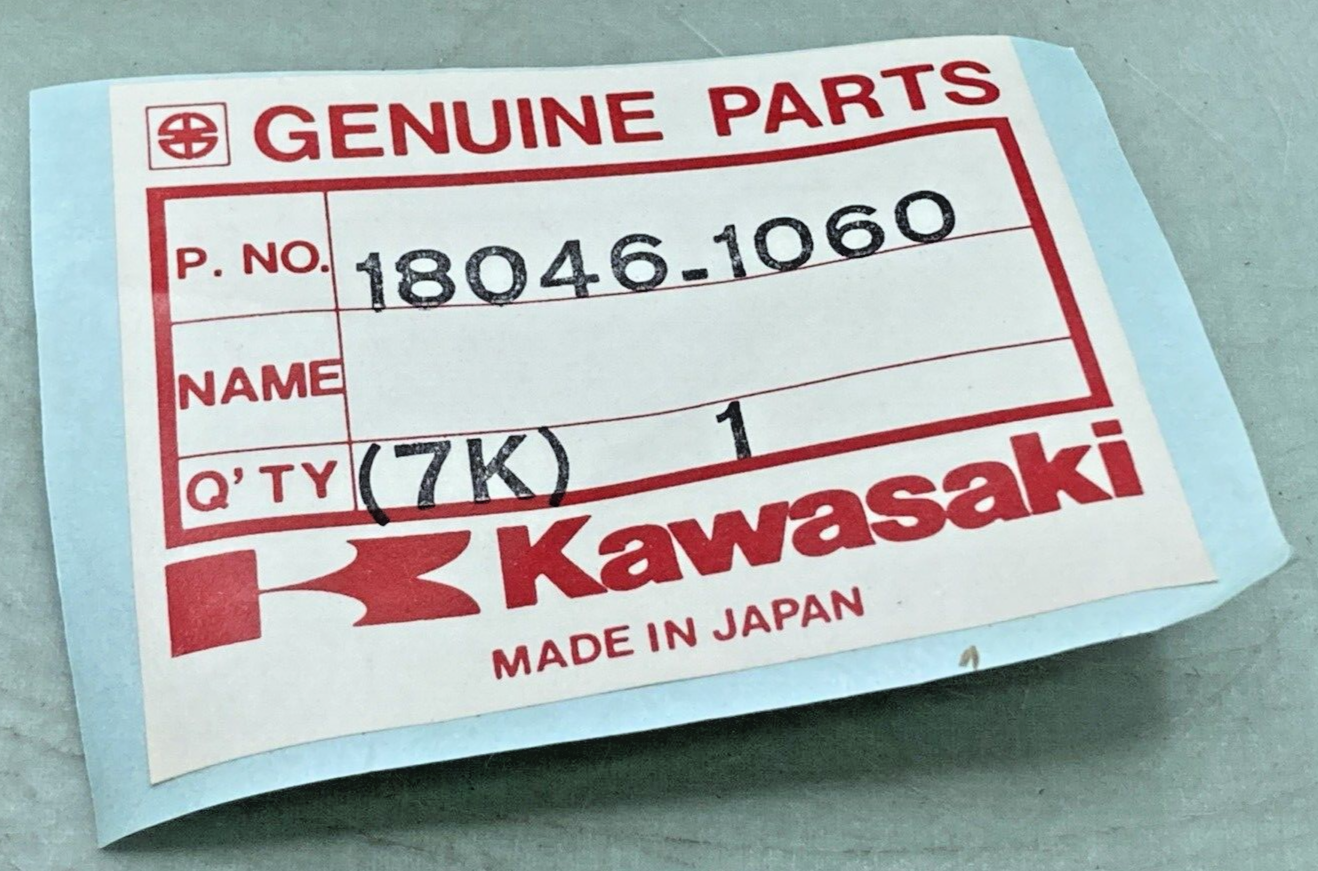 GENUINE PARTS
P. NO. 18046-1060
NAME
Q'TY (7K) 1
Kawasaki
MADE IN JAPAN